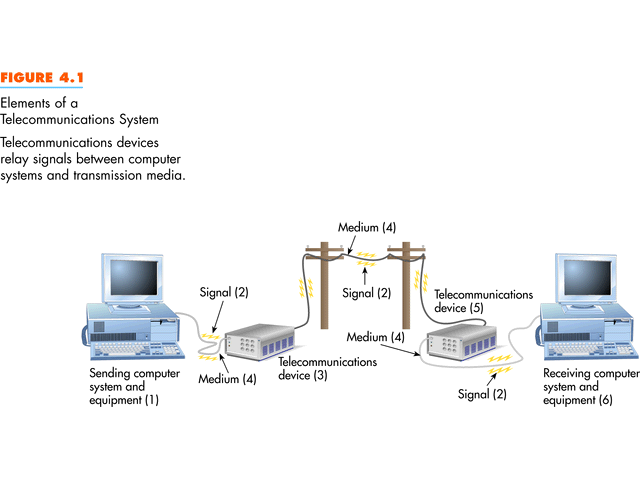 FIGURE 4.1
Elements of a
Telecommunications System
Telecommunications devices
relay signals between computer
systems and transmission media.
Medium (4)
Signal (2)
Signal (2)
Telecommunications
device (5)
Medium (4)
Telecommunications
device (3)
Medium (4)
Sending computer
system and
equipment (1)
Signal (2)
Receiving computer
system and
equipment (6)